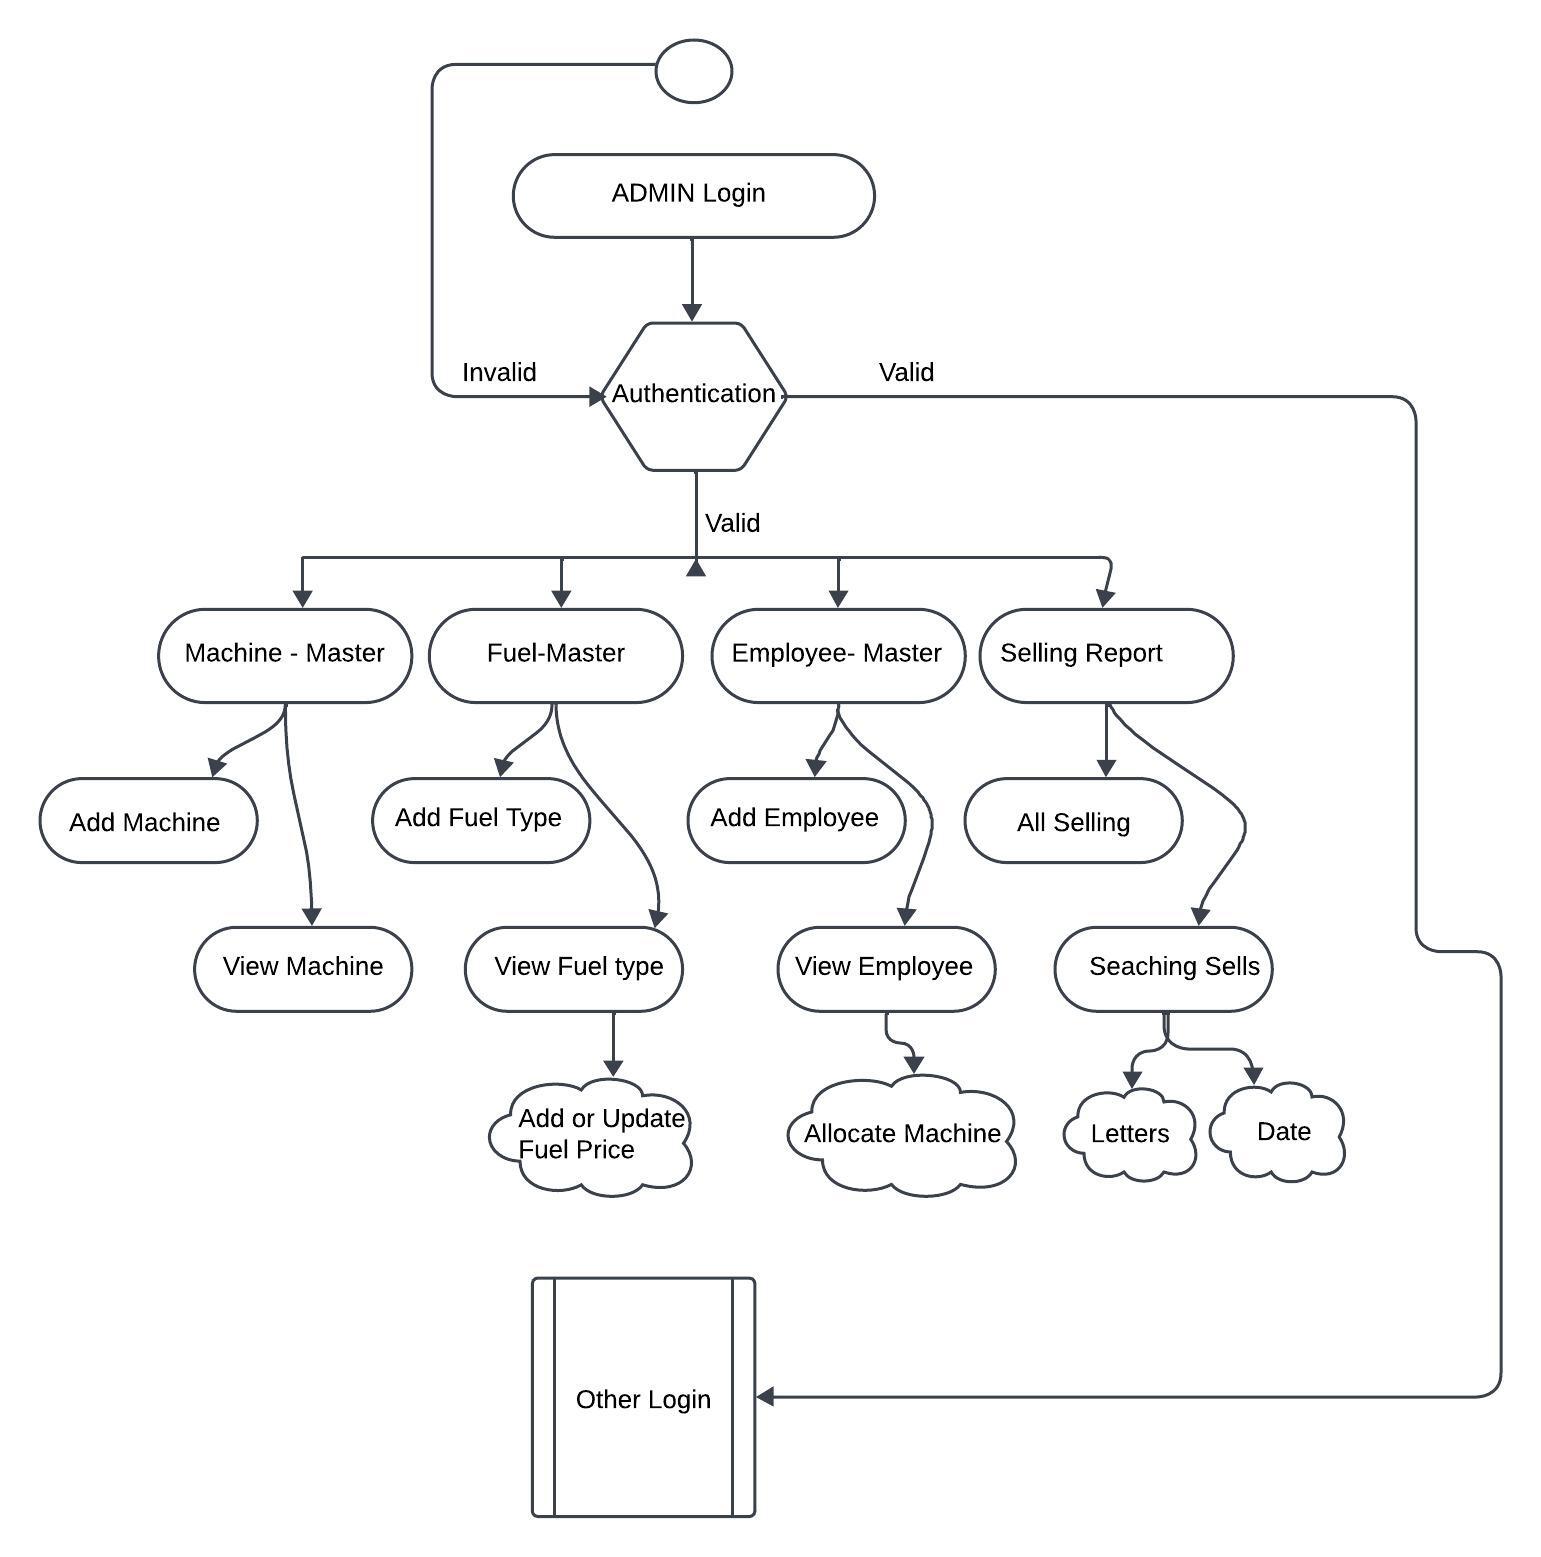 ADMIN Login
Invalid
Authentication
Valid
Valid
Machine - Master
Fuel-Master
Employee- Master
Selling Report
Add Machine
Add Fuel Type
Add Employee
All Selling
View Machine
View Fuel type
View Employee
Seaching Sells
Add or Update
Fuel Price
Allocate Machine
Letters
Date
Other Login